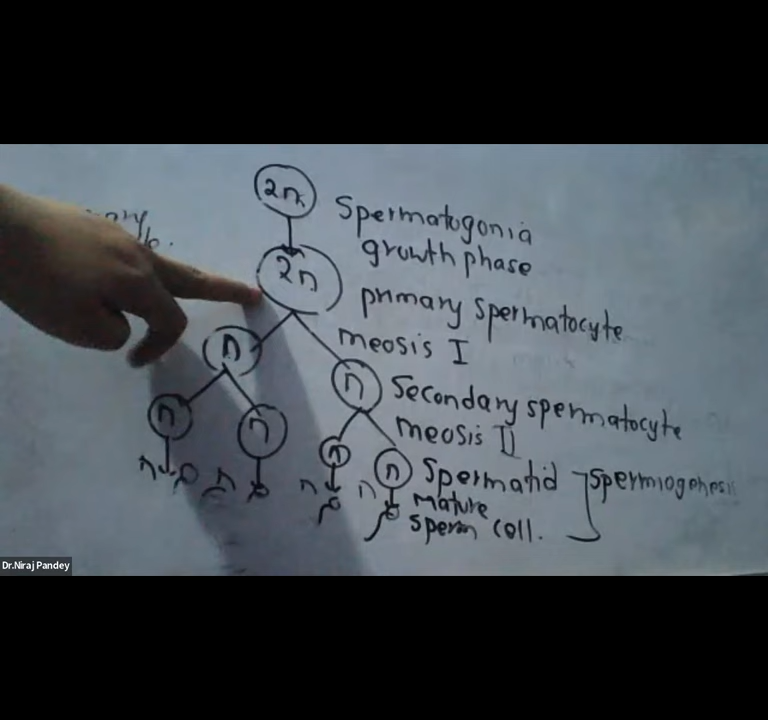 2n
Spermatogonia
growth phase
2n
primary spermatocyte
meosis I
n
n
Secondary spermatocyte
meosis II
n
n
n
n
Spermatid
spermiogenesis
n
n
n
n
mature
sperm cell.
Dr.Niraj Pandey